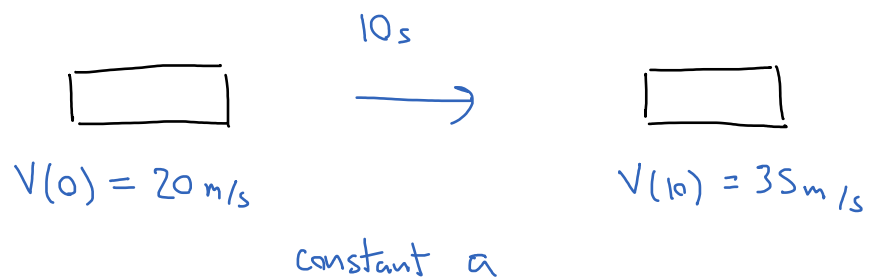 10s
V(0) = 20 m/s
V(10) = 35 m/s
constant a